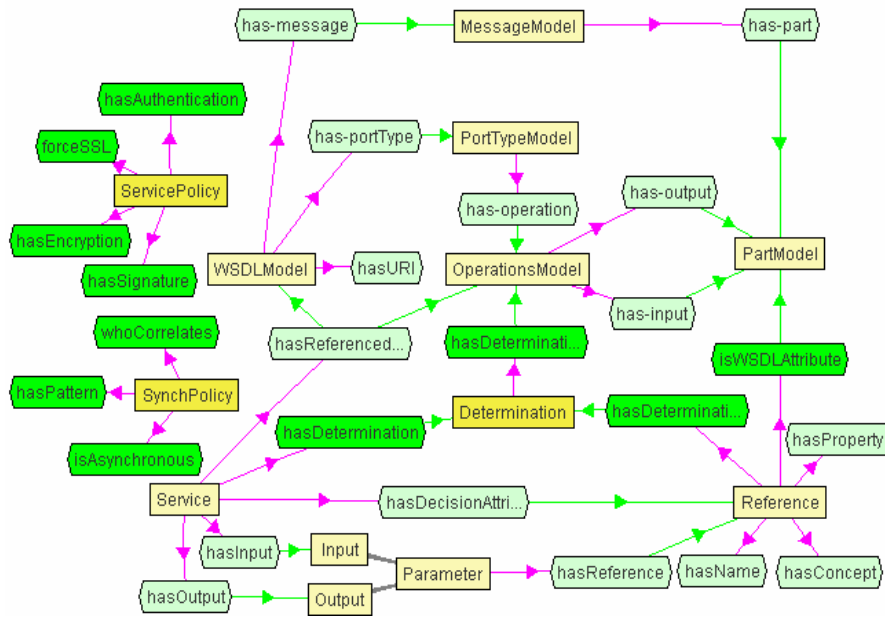 has-message
MessageModel
has-part
hasAuthentication
forceSSL
has-portType
PortTypeModel
ServicePolicy
has-output
has-operation
hasEncryption
PartModel
hasSignature
WSDLModel
hasURI
OperationsModel
has-input
whoCorrelates
hasReferenced...
hasDeterminati...
isWSDLAttribute
hasPattern
SynchPolicy
hasDetermination
Determination
hasDeterminati...
hasProperty
isAsynchronous
Service
hasDecisionAttri...
Reference
hasInput
Input
Parameter
hasReference
hasName
hasConcept
hasOutput
Output